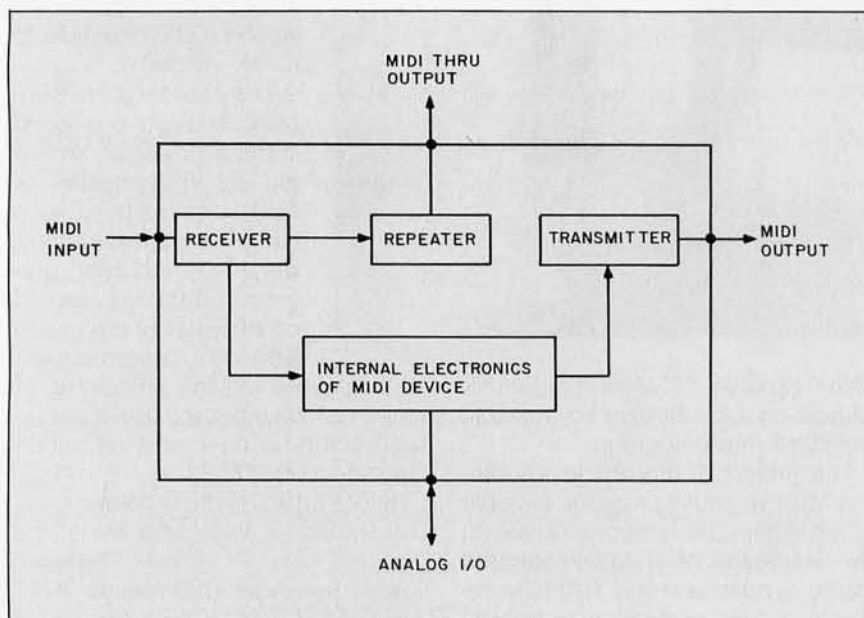 MIDI THRU
OUTPUT
MIDI
INPUT
RECEIVER
REPEATER
TRANSMITTER
MIDI
OUTPUT
INTERNAL ELECTRONICS
OF MIDI DEVICE
ANALOG I/O